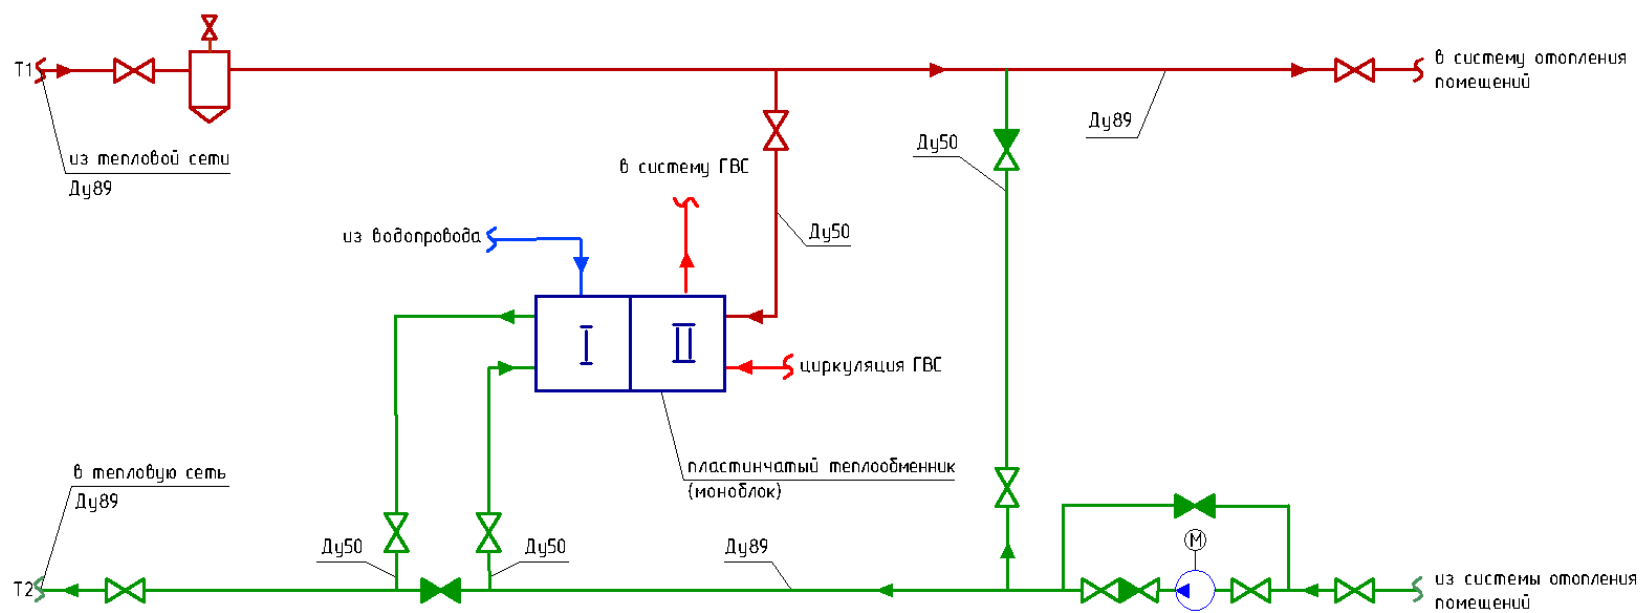 Т1
из тепловой сети
Ду89
в систему ГВС
из водопровода
Ду50
Ду50
Ду89
в систему отопления
помещений
I
II
циркуляция ГВС
пластинчатый теплообменник
(моноблок)
в тепловую сеть
Ду89
Т2
Ду50
Ду50
Ду89
М
из системы отопления
помещений